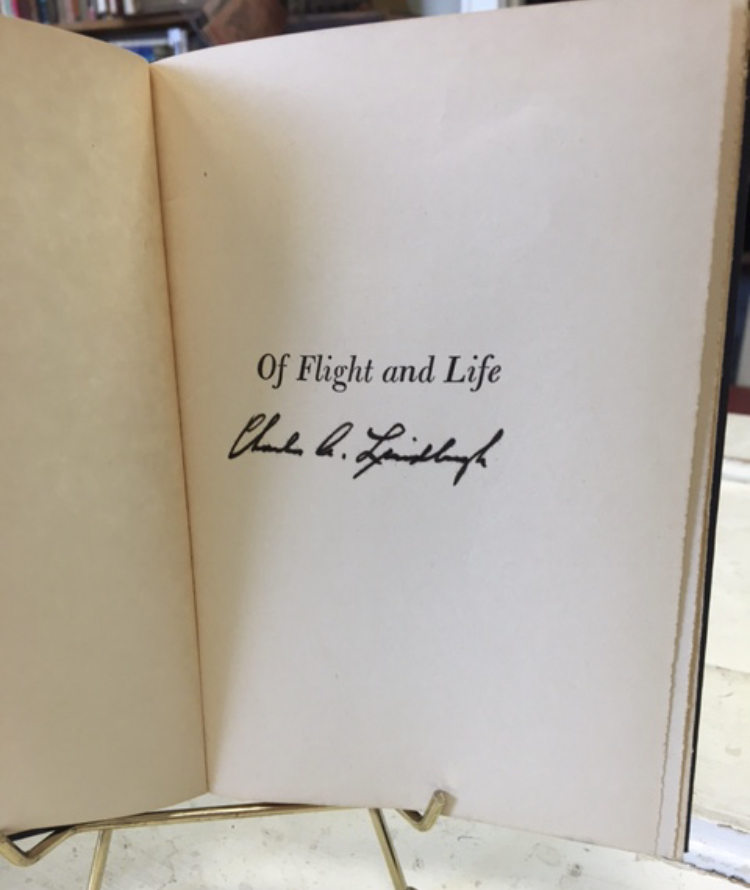 Of Flight and Life
Charles A. Lindbergh